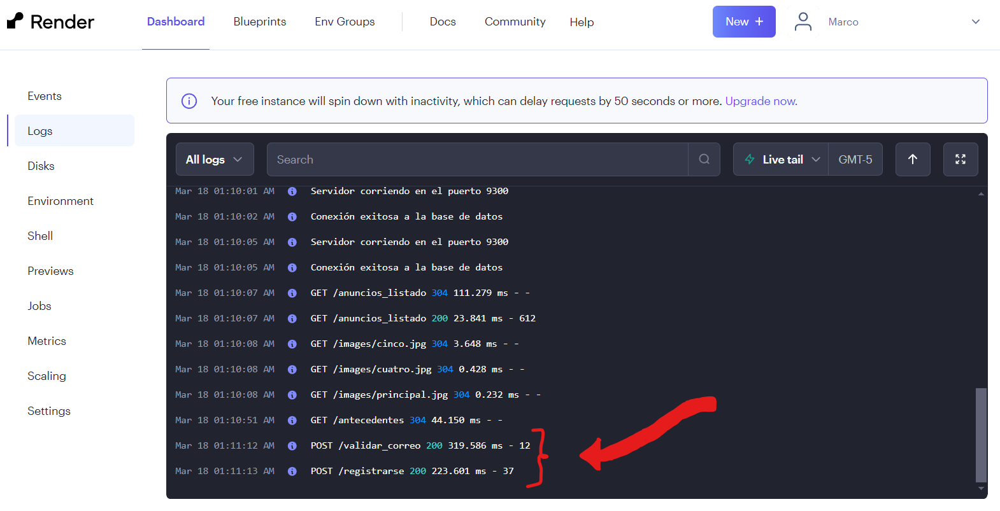 Render
Dashboard
Blueprints
Env Groups
Docs
Community
Help
New +
Marco
Events
Logs
Disks
Environment
Shell
Previews
Jobs
Metrics
Scaling
Settings
Your free instance will spin down with inactivity, which can delay requests by 50 seconds or more. Upgrade now.
All logs
Search
Live tail
GMT-5
Mar 18 01:10:01 AM Servidor corriendo en el puerto 9300
Mar 18 01:10:02 AM Conexión exitosa a la base de datos
Mar 18 01:10:05 AM Servidor corriendo en el puerto 9300
Mar 18 01:10:05 AM Conexión exitosa a la base de datos
Mar 18 01:10:07 AM GET /anuncios_listado 304 111.279 ms - -
Mar 18 01:10:07 AM GET /anuncios_listado 200 23.841 ms - 612
Mar 18 01:10:08 AM GET /images/cinco.jpg 304 3.648 ms - -
Mar 18 01:10:08 AM GET /images/cuatro.jpg 304 0.428 ms - -
Mar 18 01:10:08 AM GET /images/principal.jpg 304 0.232 ms - -
Mar 18 01:10:51 AM GET /antecedentes 304 44.150 ms - -
Mar 18 01:11:12 AM POST /validar_correo 200 319.586 ms - 12
Mar 18 01:11:13 AM POST /registrarse 200 223.601 ms - 37